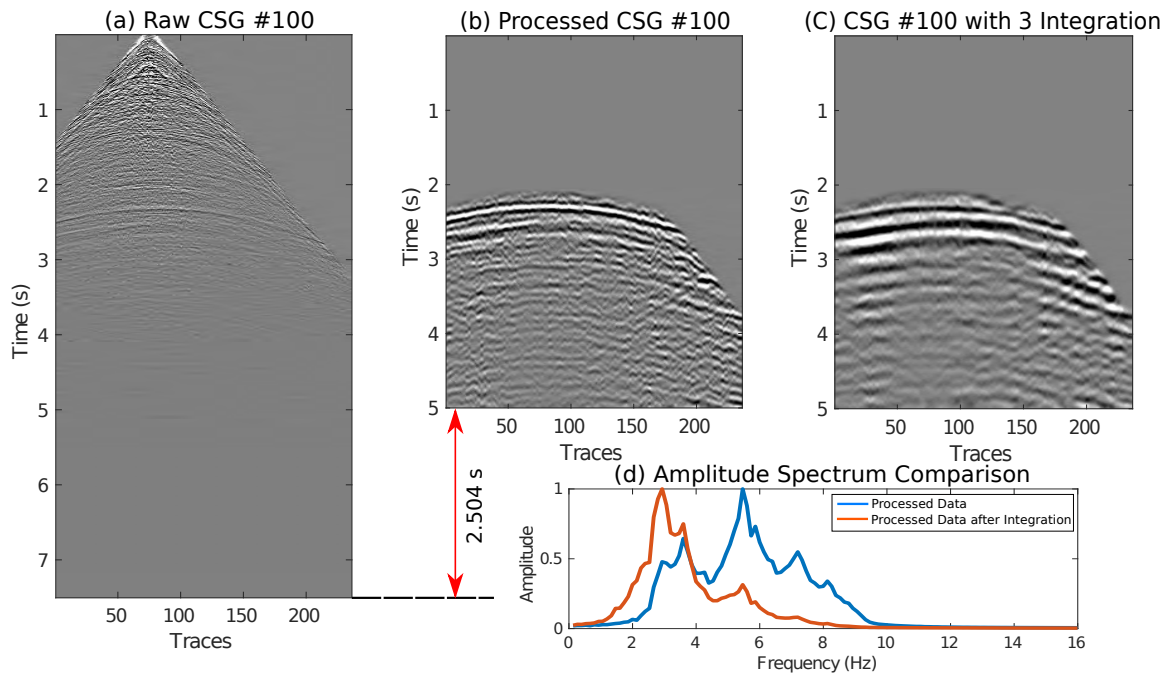 (a) Raw CSG #100
(b) Processed CSG #100
(C) CSG #100 with 3 Integration
Time (s)
1
2
3
4
5
6
7
50 100 150 200
Traces
Time (s)
1
2
3
4
5
50 100 150 200
Traces
Time (s)
1
2
3
4
5
50 100 150 200
Traces
2.504 s
(d) Amplitude Spectrum Comparison
Amplitude
1
0.5
0
Processed Data
Processed Data after Integration
0 2 4 6 8 10 12 14 16
Frequency (Hz)